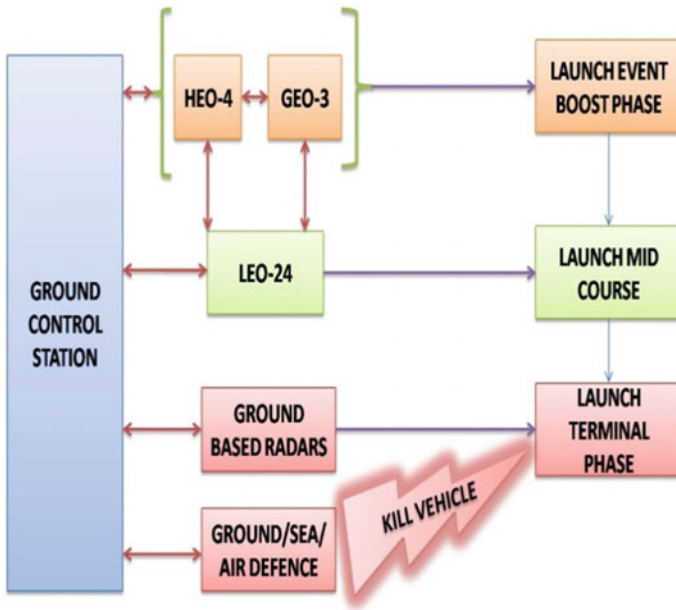 HEO-4
GEO-3
LAUNCH EVENT
BOOST PHASE
LEO-24
LAUNCH MID
COURSE
GROUND
CONTROL
STATION
GROUND
BASED RADARS
LAUNCH
TERMINAL
PHASE
KILL VEHICLE
GROUND/SEA/
AIR DEFENCE